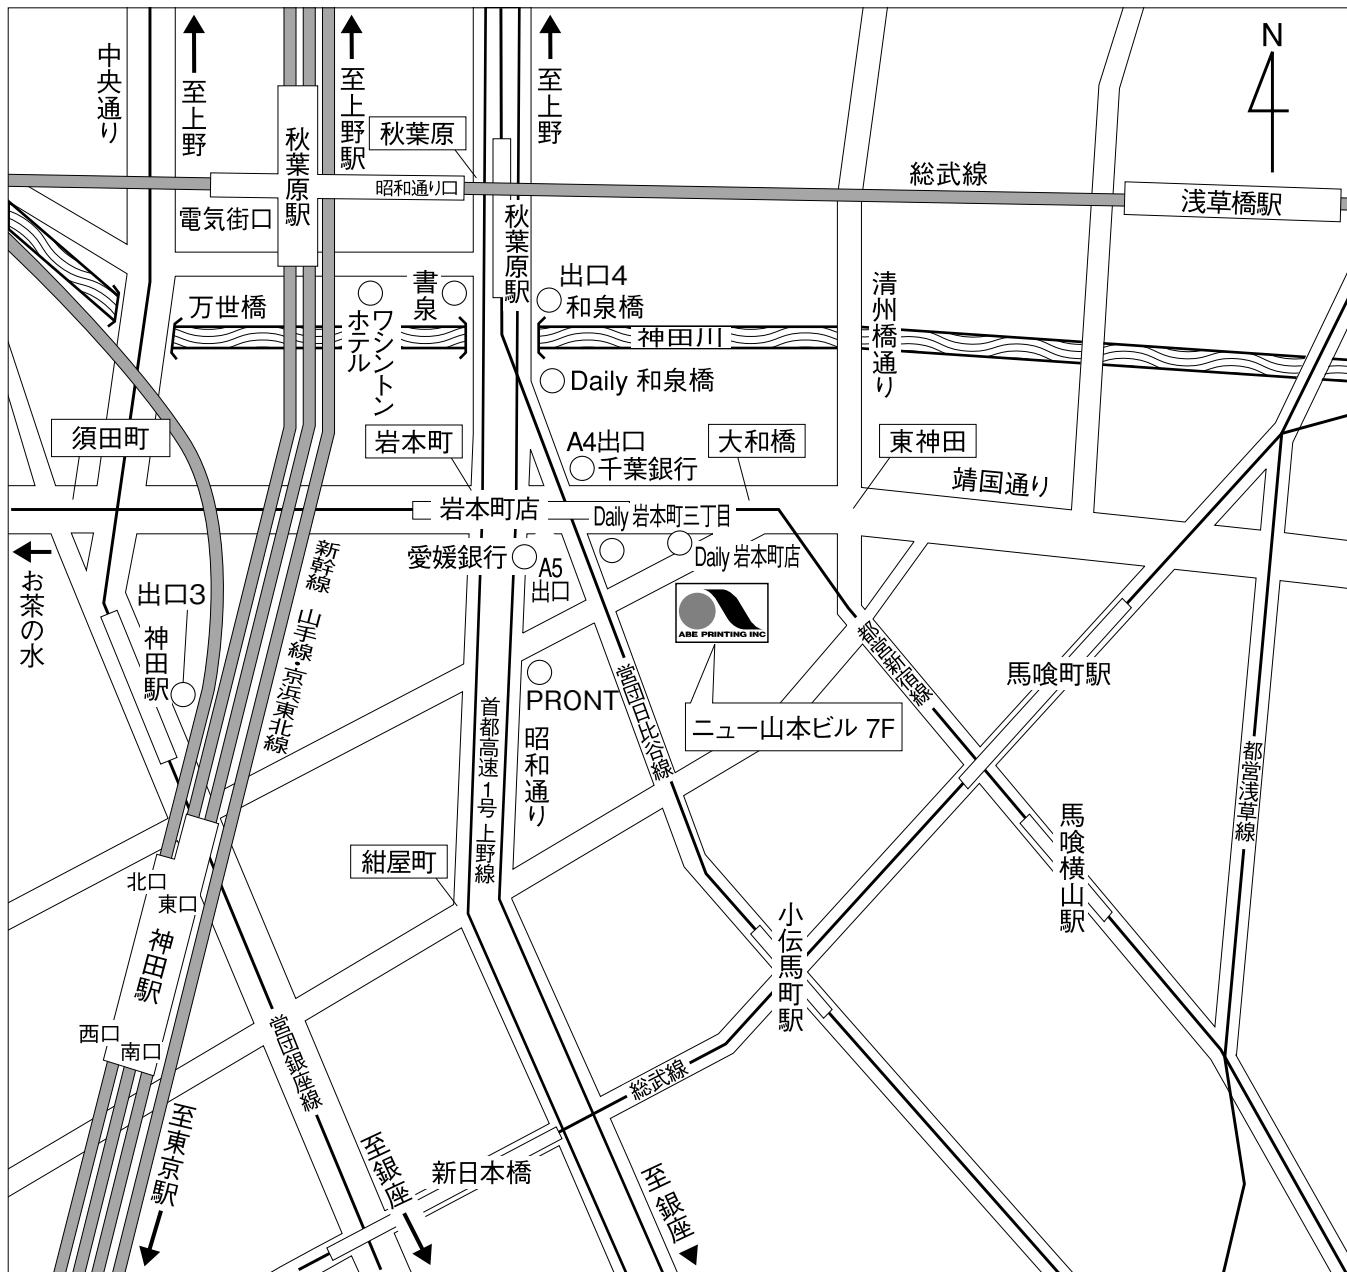 中央通り
至上野
至上野駅
至上野
N
秋葉原
秋葉原駅
昭和通り口
総武線
浅草橋駅
電気街口
秋葉原駅
出口4
和泉橋
書泉
ワシントン
ホテル
万世橋
神田川
清州橋通り
Daily 和泉橋
須田町
岩本町
A4出口
千葉銀行
大和橋
東神田
靖国通り
岩本町店
Daily 岩本町三丁目
Daily 岩本町店
愛媛銀行
A5
出口
お茶の水
出口3
神田駅
新幹線 山手線・京浜東北線
ABE PRINTING INC
都営新宿線
馬喰町駅
PRONT
営団日比谷線
ニュー山本ビル 7F
首都高速1号上野線
昭和通り
都営浅草線
馬喰横山駅
紺屋町
北口
東口
神田駅
小伝馬町駅
西口
南口
営団銀座線
総武線
至東京駅
至銀座
新日本橋
至銀座